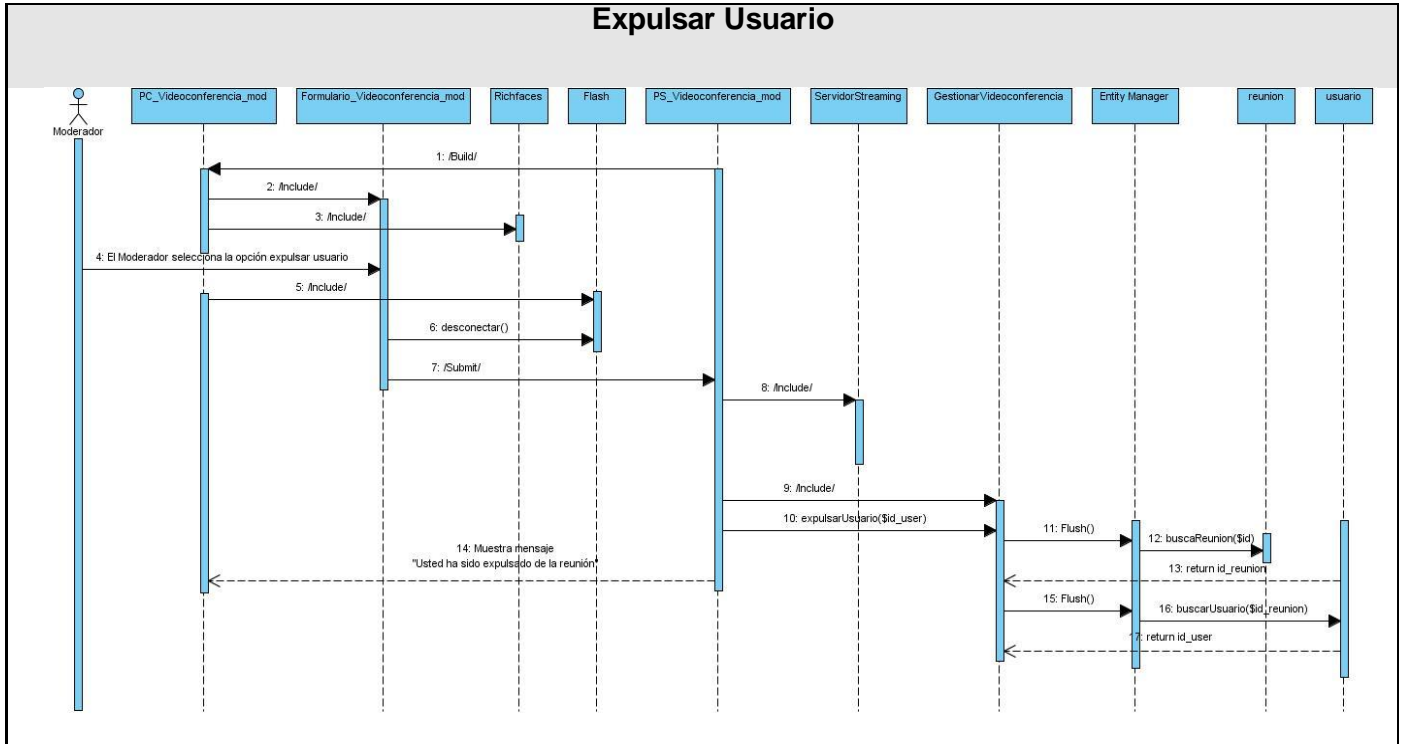 Expulsar Usuario
Moderador
PC_Videoconferencia_mod
Formulario_Videoconferencia_mod
Richfaces
Flash
PS_Videoconferencia_mod
ServidorStreaming
GestionarVideoconferencia
Entity Manager
reunion
usuario
1: /Build/
2: /Include/
3: /Include/
4: El Moderador selecciona la opción expulsar usuario
5: /Include/
6: desconectar()
7: /Submit/
8: /Include/
9: /Include/
10: expulsarUsuario($id_user)
11: Flush()
12: buscaReunion($id)
13: return id_reunion
14: Muestra mensaje
"Usted ha sido expulsado de la reunión"
15: Flush()
16: buscarUsuario($id_reunion)
17: return id_user